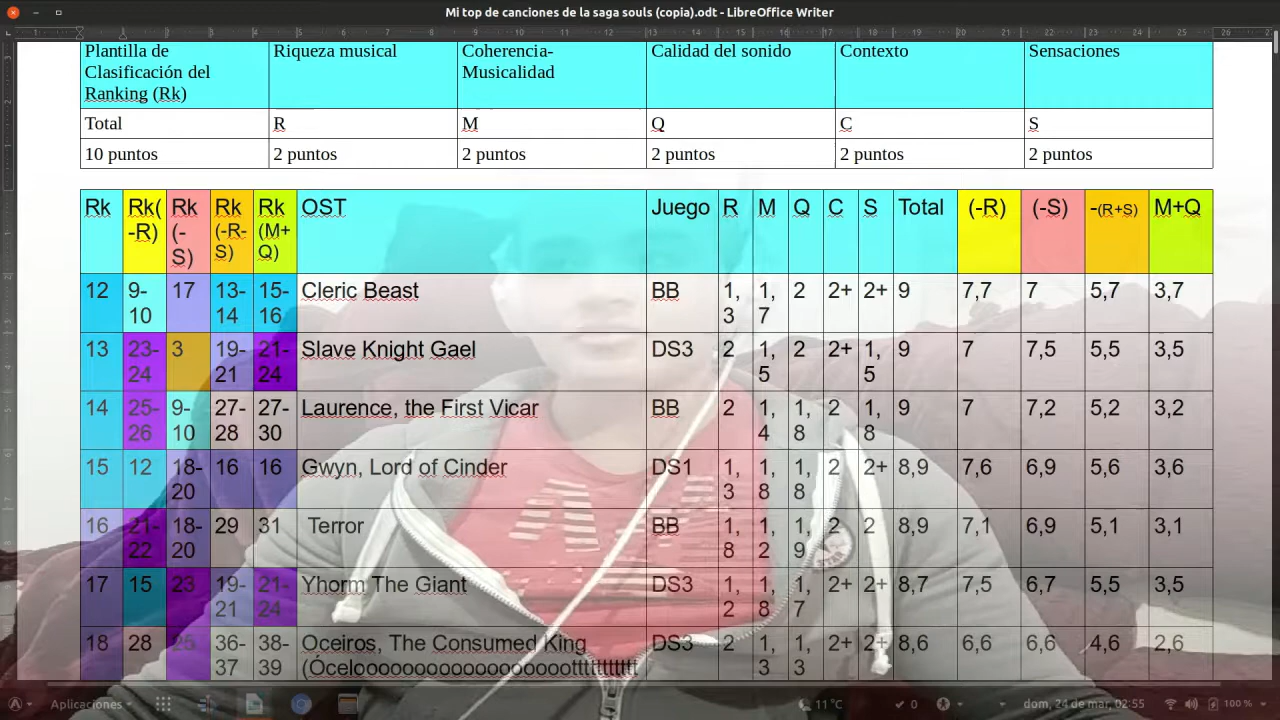 Mi top de canciones de la saga souls (copia).odt - LibreOffice Writer
Plantilla de Clasificación del Ranking (Rk) Riqueza musical Coherencia-Musicalidad Calidad del sonido Contexto Sensaciones
Total R M Q C S
10 puntos 2 puntos 2 puntos 2 puntos 2 puntos 2 puntos
Rk Rk(-R) Rk (-S) Rk (-R-S) Rk (M+Q) OST Juego R M Q C S Total (-R) (-S) -(R+S) M+Q
12 9-10 17 13-14 15-16 Cleric Beast BB 1,3 1,7 2 2+ 2+ 9 7,7 7 5,7 3,7
13 23-24 3 19-21 21-24 Slave Knight Gael DS3 2 1,5 2 2+ 1,5 9 7 7,5 5,5 3,5
14 25-26 9-10 27-28 27-30 Laurence, the First Vicar BB 2 1,4 1,8 2 1,8 9 7 7,2 5,2 3,2
15 12 18-20 16 16 Gwyn, Lord of Cinder DS1 1,3 1,8 1,8 2 2+ 8,9 7,6 6,9 5,6 3,6
16 21-22 18-20 29 31 Terror BB 1,8 1,2 1,9 2 2 8,9 7,1 6,9 5,1 3,1
17 15 23 19-21 21-24 Yhorm The Giant DS3 1,2 1,8 1,7 2+ 2+ 8,7 7,5 6,7 5,5 3,5
18 28 25 36-37 38-39 Oceiros, The Consumed King DS3 2 1,3 1,3 2+ 2+ 8,6 6,6 6,6 4,6 2,6
Aplicaciones 11 °C 0 dom, 24 de mar, 02:55 100 %